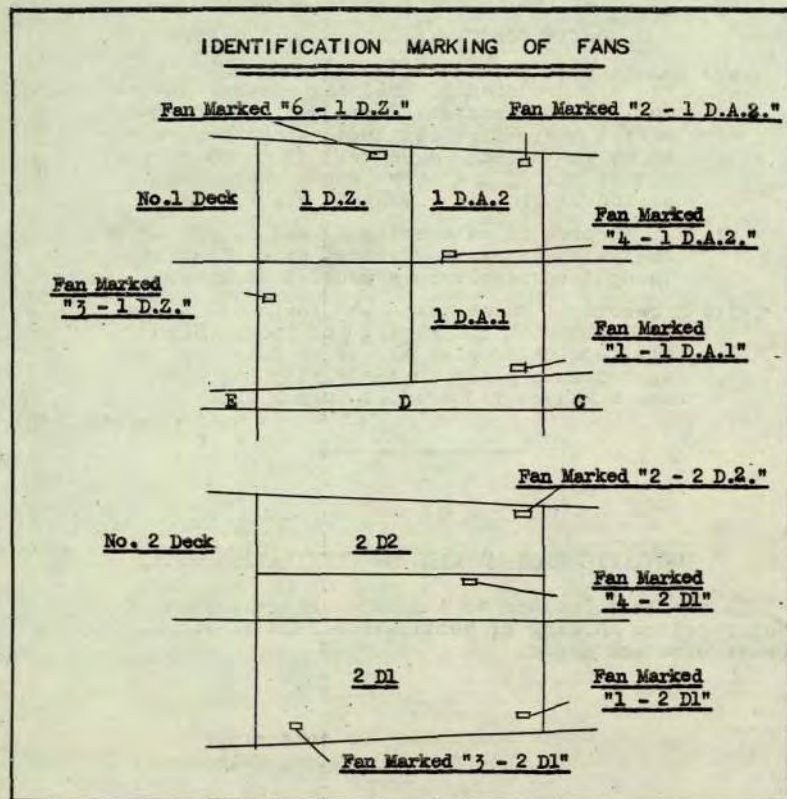 IDENTIFICATION MARKING OF FANS
Fan Marked "6 - 1 D.Z."
Fan Marked "2 - 1 D.A.2."
No.1 Deck
1 D.Z.
1 D.A.2
Fan Marked
"4 - 1 D.A.2."
Fan Marked
"3 - 1 D.Z."
1 D.A.1
Fan Marked
"1 - 1 D.A.1"
E
D
C
Fan Marked "2 - 2 D.2."
No. 2 Deck
2 D2
Fan Marked
"4 - 2 D1"
2 D1
Fan Marked
"1 - 2 D1"
Fan Marked "3 - 2 D1"